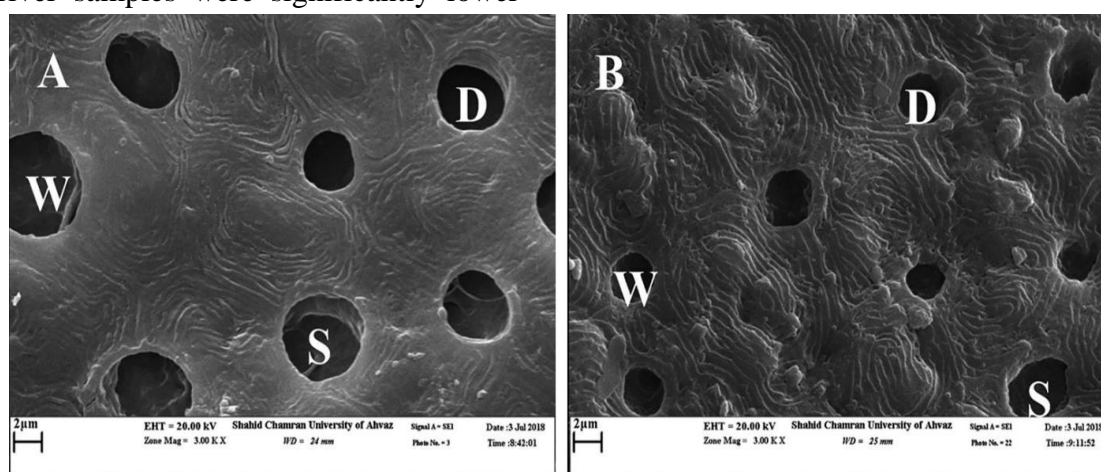 iver samples were significantly lower
A
D
W
S
B
D
W
S
2µm
EHT = 20.00 kV Shahid Chamran University of Ahvaz Signal A = SE1 Date :3 Jul 2018
Zone Mag = 3.00 K X WD = 24 mm Photo No. = 3 Time :8:42:01
2µm
EHT = 20.00 kV Shahid Chamran University of Ahvaz Signal A = SE1 Date :3 Jul 2018
Zone Mag = 3.00 K X WD = 25 mm Photo No. = 22 Time :9:11:52